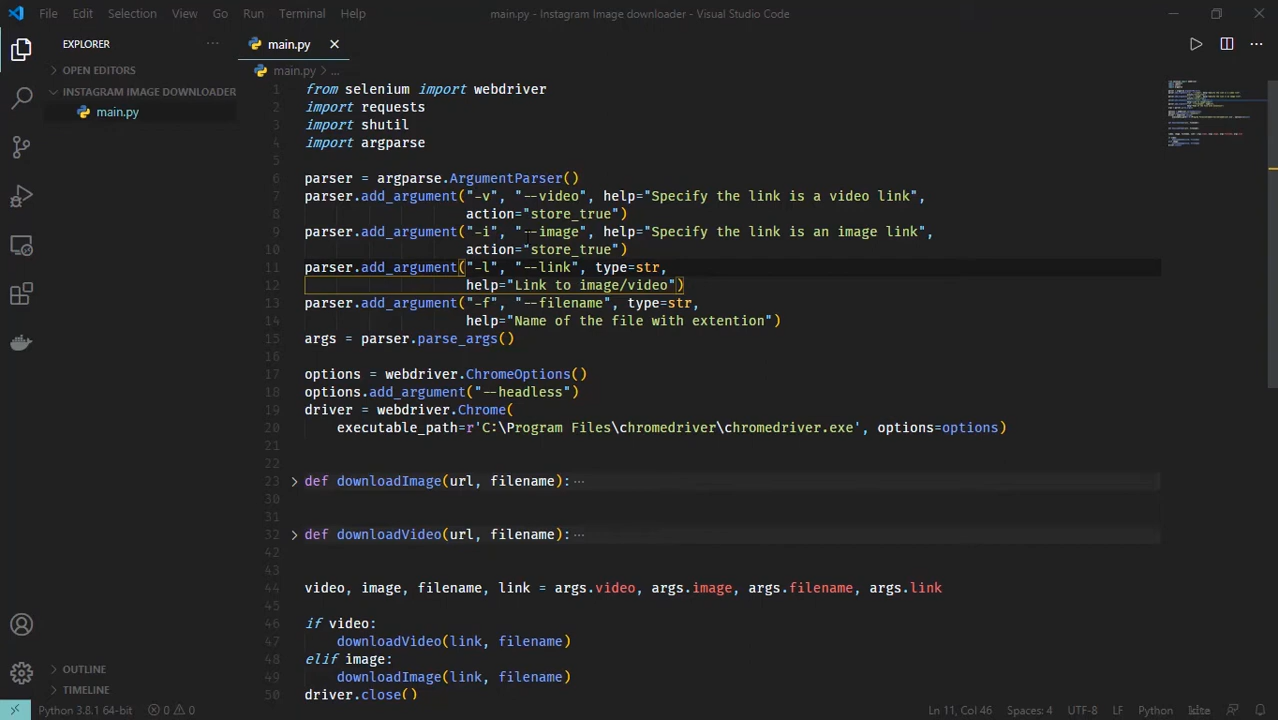 File Edit Selection View Go Run Terminal Help
main.py - Instagram Image downloader - Visual Studio Code
EXPLORER
OPEN EDITORS
INSTAGRAM IMAGE DOWNLOADER
main.py
OUTLINE
TIMELINE
main.py
main.py > ...
1 from selenium import webdriver
2 import requests
3 import shutil
4 import argparse
5
6 parser = argparse.ArgumentParser()
7 parser.add_argument("-v", "--video", help="Specify the link is a video link",
8 action="store_true")
9 parser.add_argument("-i", "--image", help="Specify the link is an image link",
10 action="store_true")
11 parser.add_argument("-l", "--link", type=str,
12 help="Link to image/video")
13 parser.add_argument("-f", "--filename", type=str,
14 help="Name of the file with extention")
15 args = parser.parse_args()
16
17 options = webdriver.ChromeOptions()
18 options.add_argument("--headless")
19 driver = webdriver.Chrome(
20 executable_path=r'C:\Program Files\chromedriver\chromedriver.exe', options=options)
21
22
23 def downloadImage(url, filename):...
30
31
32 def downloadVideo(url, filename):...
42
43
44 video, image, filename, link = args.video, args.image, args.filename, args.link
45
46 if video:
47 downloadVideo(link, filename)
48 elif image:
49 downloadImage(link, filename)
50 driver.close()
Python 3.8.1 64-bit 0 0 Ln 11, Col 46 Spaces: 4 UTF-8 LF Python kite